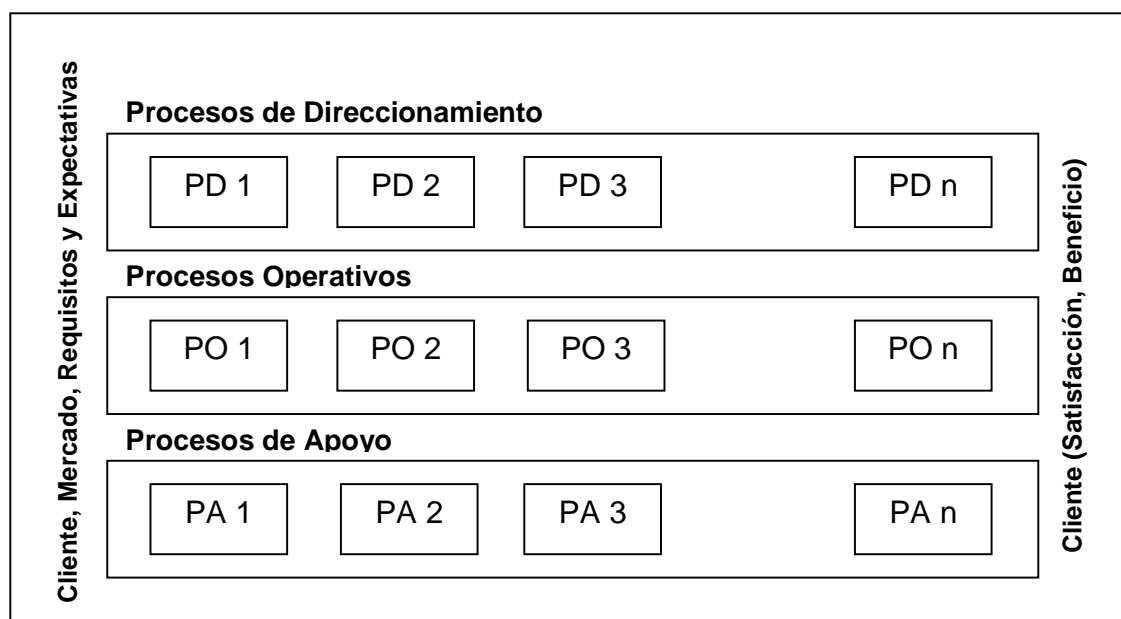 Cliente, Mercado, Requisitos y Expectativas
Procesos de Direccionamiento
PD 1 PD 2 PD 3 PD n
Procesos Operativos
PO 1 PO 2 PO 3 PO n
Procesos de Apoyo
PA 1 PA 2 PA 3 PA n
Cliente (Satisfacción, Beneficio)